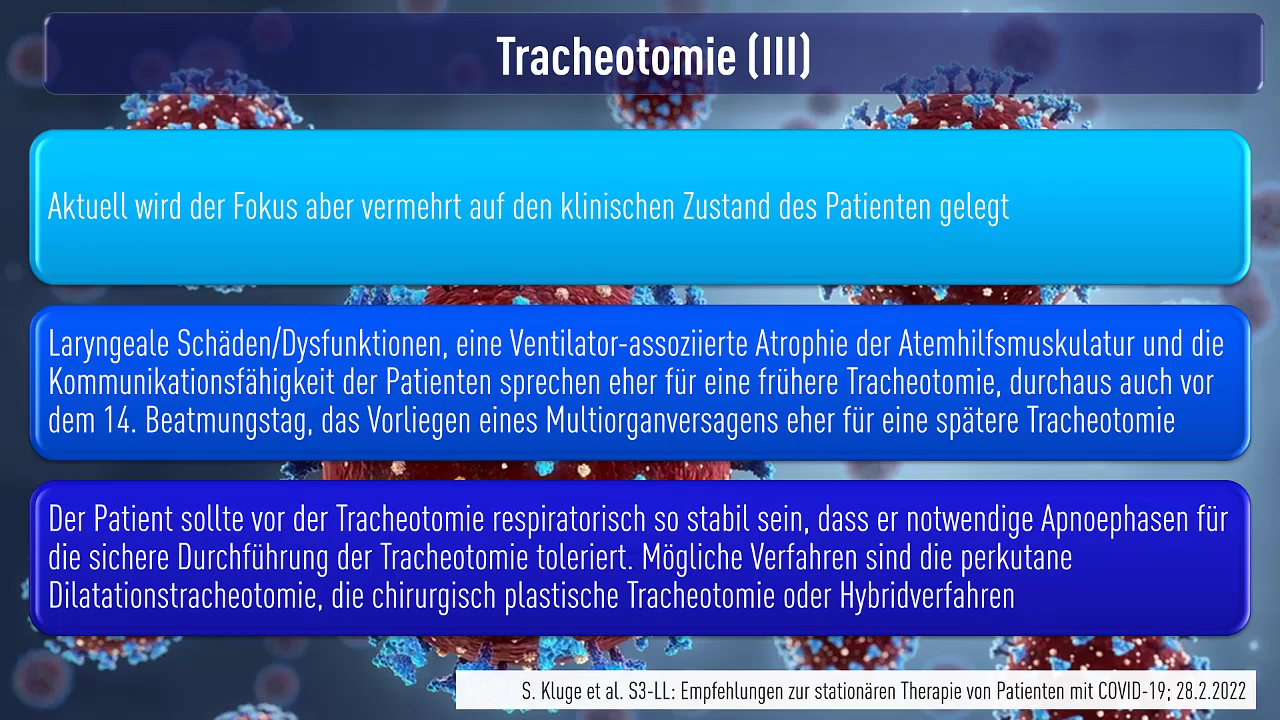 Tracheotomie (III)
Aktuell wird der Fokus aber vermehrt auf den klinischen Zustand des Patienten gelegt
Laryngeale Schäden/Dysfunktionen, eine Ventilator-assoziierte Atrophie der Atemhilfsmuskulatur und die
Kommunikationsfähigkeit der Patienten sprechen eher für eine frühere Tracheotomie, durchaus auch vor
dem 14. Beatmungstag, das Vorliegen eines Multiorganversagens eher für eine spätere Tracheotomie
Der Patient sollte vor der Tracheotomie respiratorisch so stabil sein, dass er notwendige Apnoephasen für
die sichere Durchführung der Tracheotomie toleriert. Mögliche Verfahren sind die perkutane
Dilatationstracheotomie, die chirurgisch plastische Tracheotomie oder Hybridverfahren
S. Kluge et al. S3-LL: Empfehlungen zur stationären Therapie von Patienten mit COVID-19; 28.2.2022